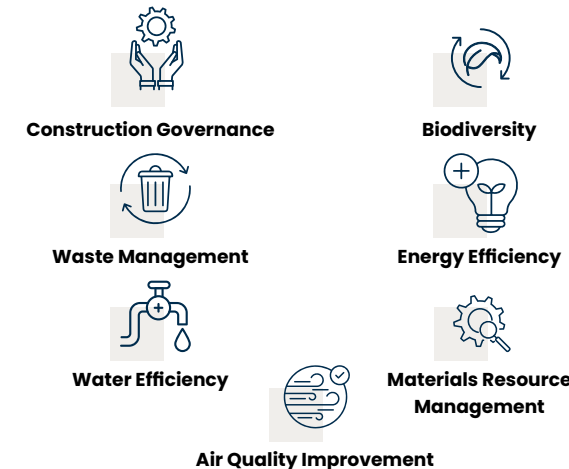 Construction Governance
Biodiversity
Waste Management
Energy Efficiency
Water Efficiency
Materials Resource
Management
Air Quality Improvement